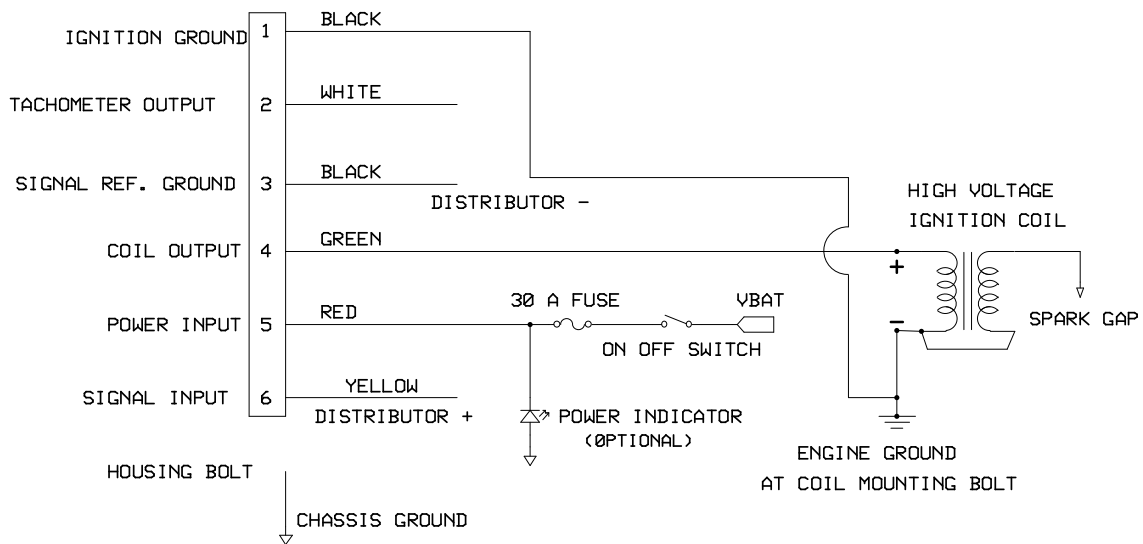 IGNITION GROUND 1 BLACK
TACHOMETER OUTPUT 2 WHITE
SIGNAL REF. GROUND 3 BLACK
DISTRIBUTOR -
HIGH VOLTAGE
IGNITION COIL
COIL OUTPUT 4 GREEN
+
30 A FUSE
VBAT
POWER INPUT 5 RED
-
SPARK GAP
ON OFF SWITCH
SIGNAL INPUT 6 YELLOW
DISTRIBUTOR +
POWER INDICATOR
(OPTIONAL)
ENGINE GROUND
AT COIL MOUNTING BOLT
HOUSING BOLT
CHASSIS GROUND